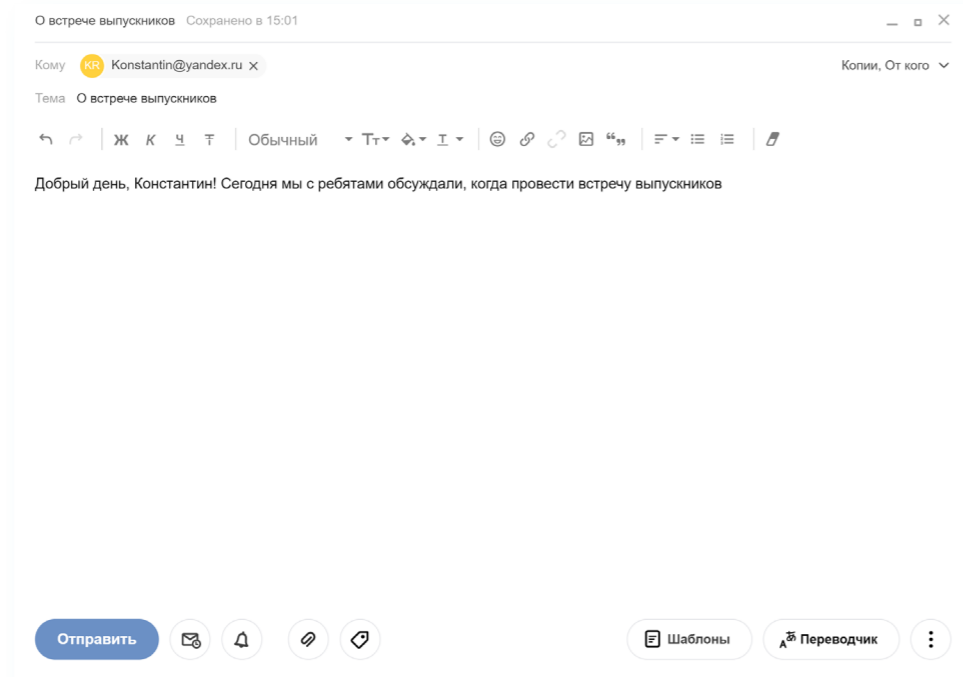 О встрече выпускников Сохранено в 15:01
Кому KR Konstantin@yandex.ru Копии, От кого
Тема О встрече выпускников
Ж К Ч Т Обычный Тт Т
Добрый день, Константин! Сегодня мы с ребятами обсуждали, когда провести встречу выпускников
Отправить Шаблоны Переводчик